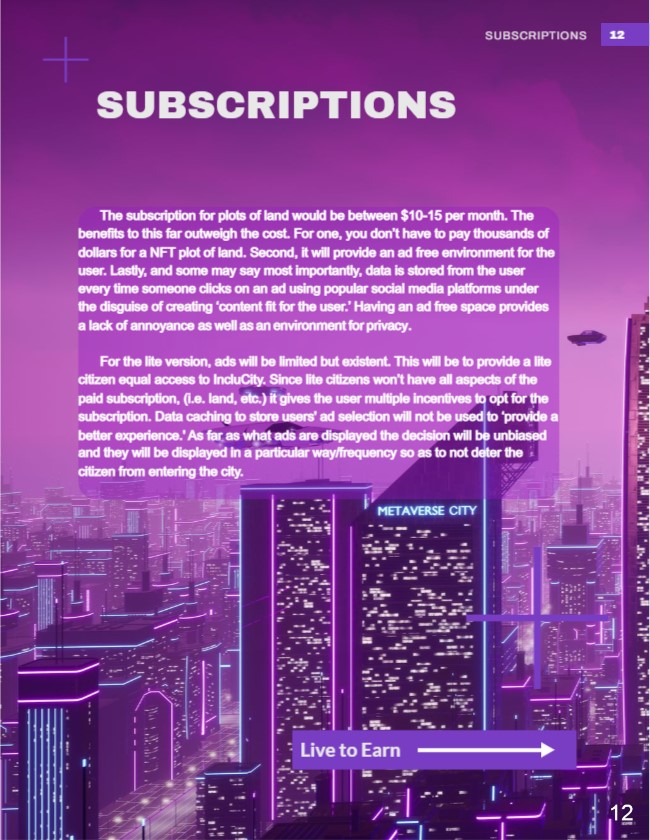 SUBSCRIPTIONS 12
SUBSCRIPTIONS
The subscription for plots of land would be between $10-15 per month. The
benefits to this far outweigh the cost. For one, you don't have to pay thousands of
dollars for a NFT plot of land. Second, it will provide an ad free environment for the
user. Lastly, and some may say most importantly, data is stored from the user
every time someone clicks on an ad using popular social media platforms under
the disguise of creating 'content fit for the user.' Having an ad free space provides
a lack of annoyance as well as an environment for privacy.
For the lite version, ads will be limited but existent. This will be to provide a lite
citizen equal access to IncluCity. Since lite citizens won't have all aspects of the
paid subscription, (i.e. land, etc.) it gives the user multiple incentives to opt for the
subscription. Data caching to store users' ad selection will not be used to 'provide a
better experience.' As far as what ads are displayed the decision will be unbiased
and they will be displayed in a particular way/frequency so as to not deter the
citizen from entering the city.
METAVERSE CITY
Live to Earn
12